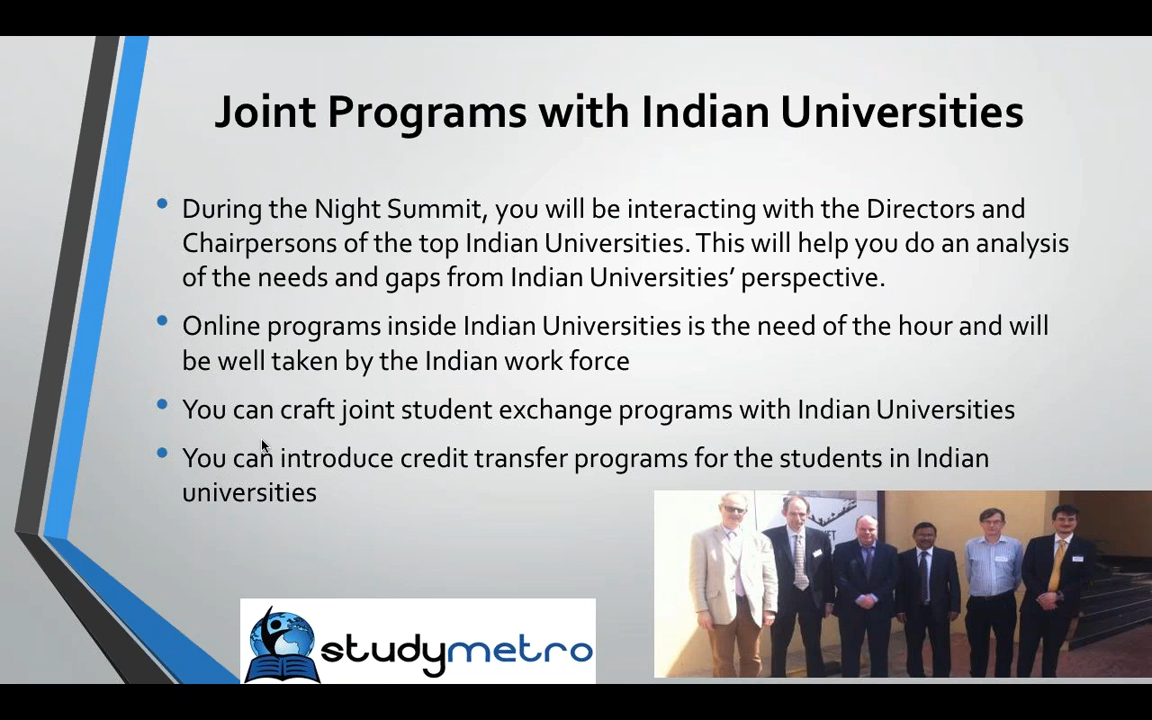 Joint Programs with Indian Universities
During the Night Summit, you will be interacting with the Directors and
Chairpersons of the top Indian Universities. This will help you do an analysis
of the needs and gaps from Indian Universities’ perspective.
Online programs inside Indian Universities is the need of the hour and will
be well taken by the Indian work force
You can craft joint student exchange programs with Indian Universities
You can introduce credit transfer programs for the students in Indian
universities
studymetro